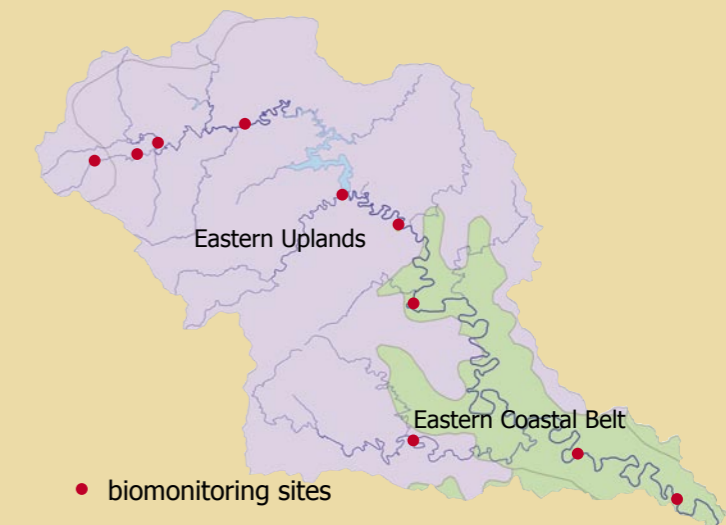 Eastern Uplands
Eastern Coastal Belt
biomonitoring sites